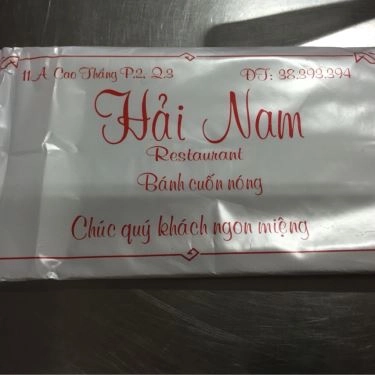 11A Cao Thắng P.2, Q.3 ĐT: 38.393.394
Hải Nam
Restaurant
Bánh cuốn nóng
Chúc quý khách ngon miệng